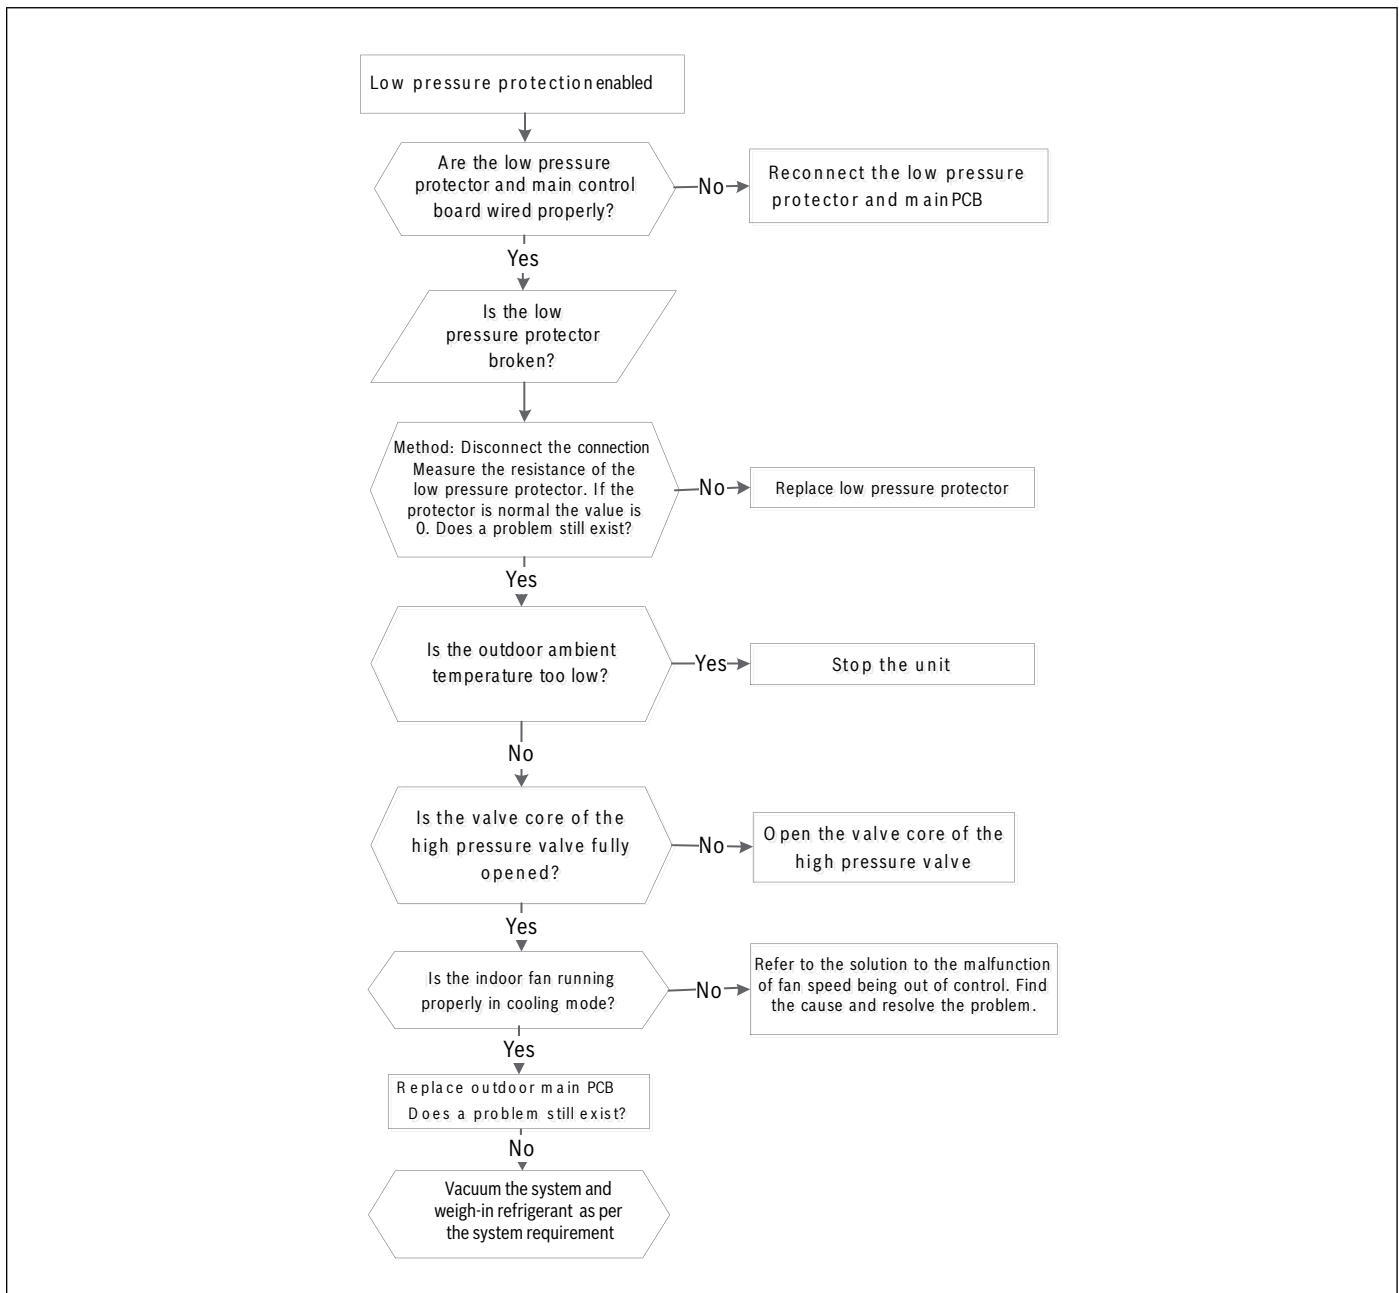 Low pressure protection enabled
Are the low pressure
protector and main control
board wired properly?
No
Reconnect the low pressure
protector and main PCB
Yes
Is the low
pressure protector
broken?
Method: Disconnect the connection
Measure the resistance of the
low pressure protector. If the
protector is normal the value is
0. Does a problem still exist?
No
Replace low pressure protector
Yes
Is the outdoor ambient
temperature too low?
Yes
Stop the unit
No
Is the valve core of the
high pressure valve fully
opened?
No
Open the valve core of the
high pressure valve
Yes
Is the indoor fan running
properly in cooling mode?
No
Refer to the solution to the malfunction
of fan speed being out of control. Find
the cause and resolve the problem.
Yes
Replace outdoor main PCB
Does a problem still exist?
No
Vacuum the system and
weigh-in refrigerant as per
the system requirement